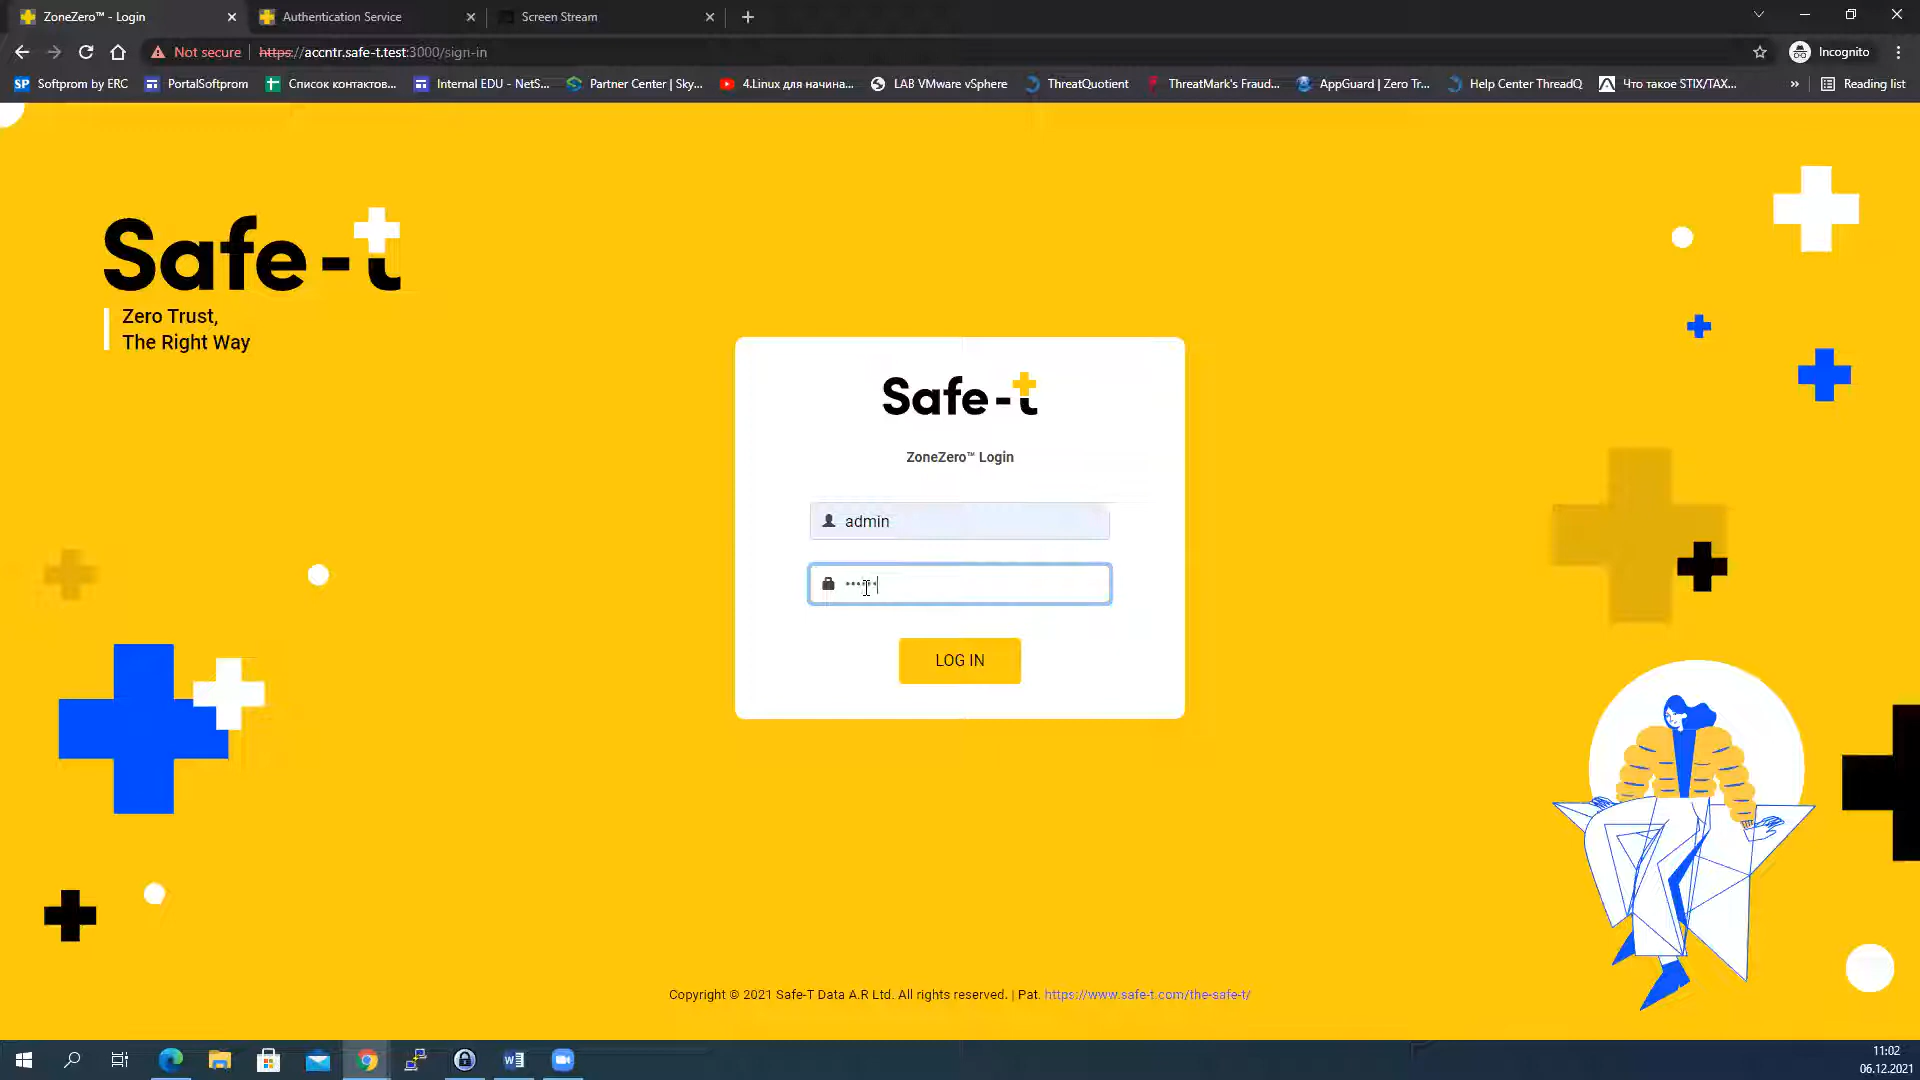 ZoneZero™ - Login
Authentication Service
Screen Stream
Not secure
https://accntr.safe-t.test:3000/sign-in
Incognito
SP Softprom by ERC
PortalSoftprom
Список контактов...
Internal EDU - NetS...
Partner Center | Sky...
4.Linux для начина...
LAB VMware vSphere
ThreatQuotient
ThreatMark's Fraud...
AppGuard | Zero Tr...
Help Center ThreadQ
Что такое STIX/TAX...
»
Reading list
Safe-t
Zero Trust,
The Right Way
Safe-t
ZoneZero™ Login
admin
LOG IN
Copyright © 2021 Safe-T Data A.R Ltd. All rights reserved. | Pat. https://www.safe-t.com/the-safe-t/
11:02
06.12.2021